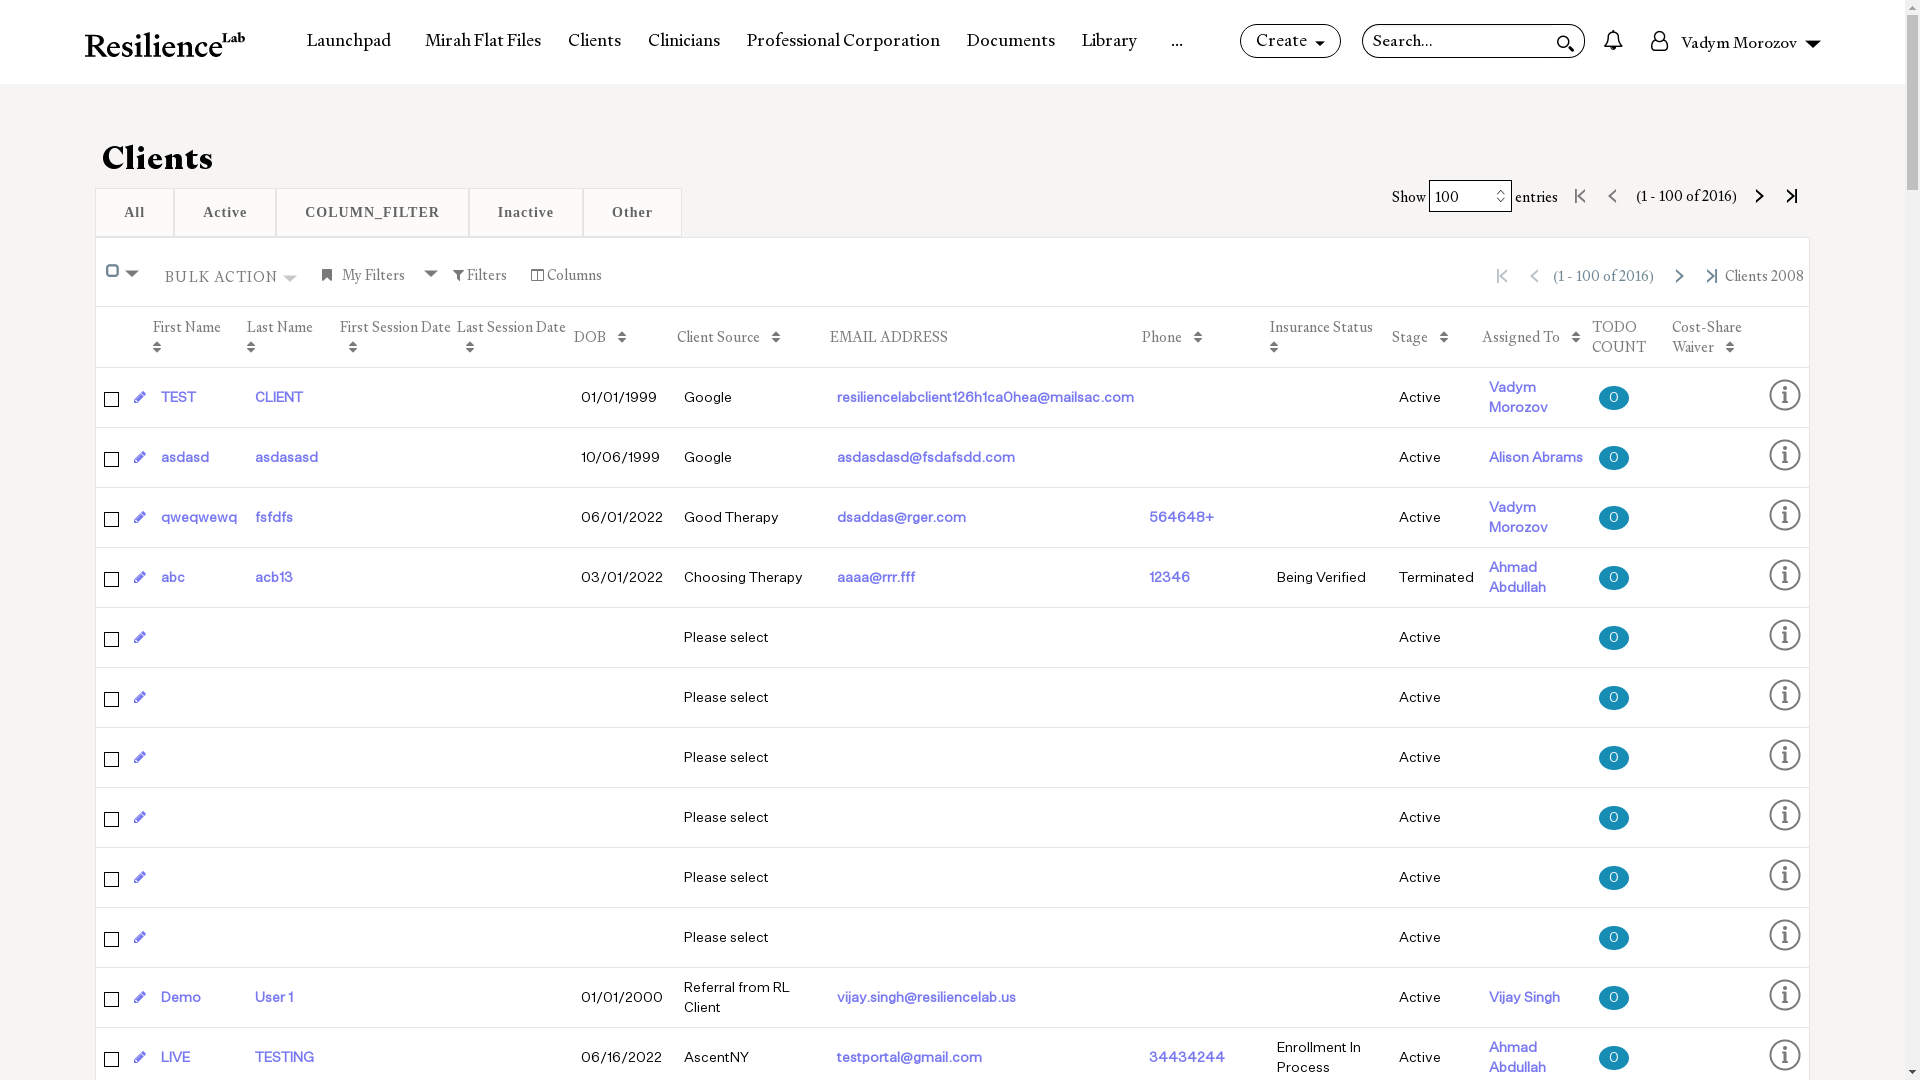 ResilienceLab Launchpad Mirah Flat Files Clients Clinicians Professional Corporation Documents Library ... Create Search... Vadym Morozov
Clients
All Active COLUMN_FILTER Inactive Other
Show 100 entries (1 - 100 of 2016)
BULK ACTION My Filters Filters Columns (1 - 100 of 2016) Clients 2008
First Name Last Name First Session Date Last Session Date DOB Client Source EMAIL ADDRESS Phone Insurance Status Stage Assigned To TODO COUNT Cost-Share Waiver
TEST CLIENT 01/01/1999 Google resiliencelabclient126h1ca0hea@mailsac.com Active Vadym Morozov 0
asdasd asdasasd 10/06/1999 Google asdasdasd@fsdafsdd.com Active Alison Abrams 0
qweqwewq fsfdfs 06/01/2022 Good Therapy dsaddas@rger.com 564648+ Active Vadym Morozov 0
abc acb13 03/01/2022 Choosing Therapy aaaa@rrr.fff 12346 Being Verified Terminated Ahmad Abdullah 0
Please select Active 0
Please select Active 0
Please select Active 0
Please select Active 0
Please select Active 0
Please select Active 0
Demo User 1 01/01/2000 Referral from RL Client vijay.singh@resiliencelab.us Active Vijay Singh 0
LIVE TESTING 06/16/2022 AscentNY testportal@gmail.com 34434244 Enrollment In Process Active Ahmad Abdullah 0